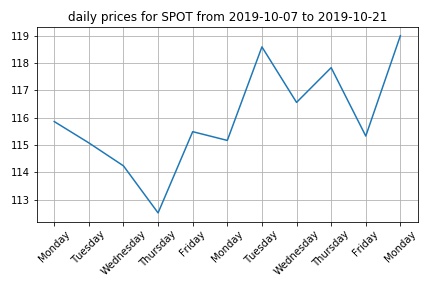 daily prices for SPOT from 2019-10-07 to 2019-10-21
119
118
117
116
115
114
113
Monday
Tuesday
Wednesday
Thursday
Friday
Monday
Tuesday
Wednesday
Thursday
Friday
Monday